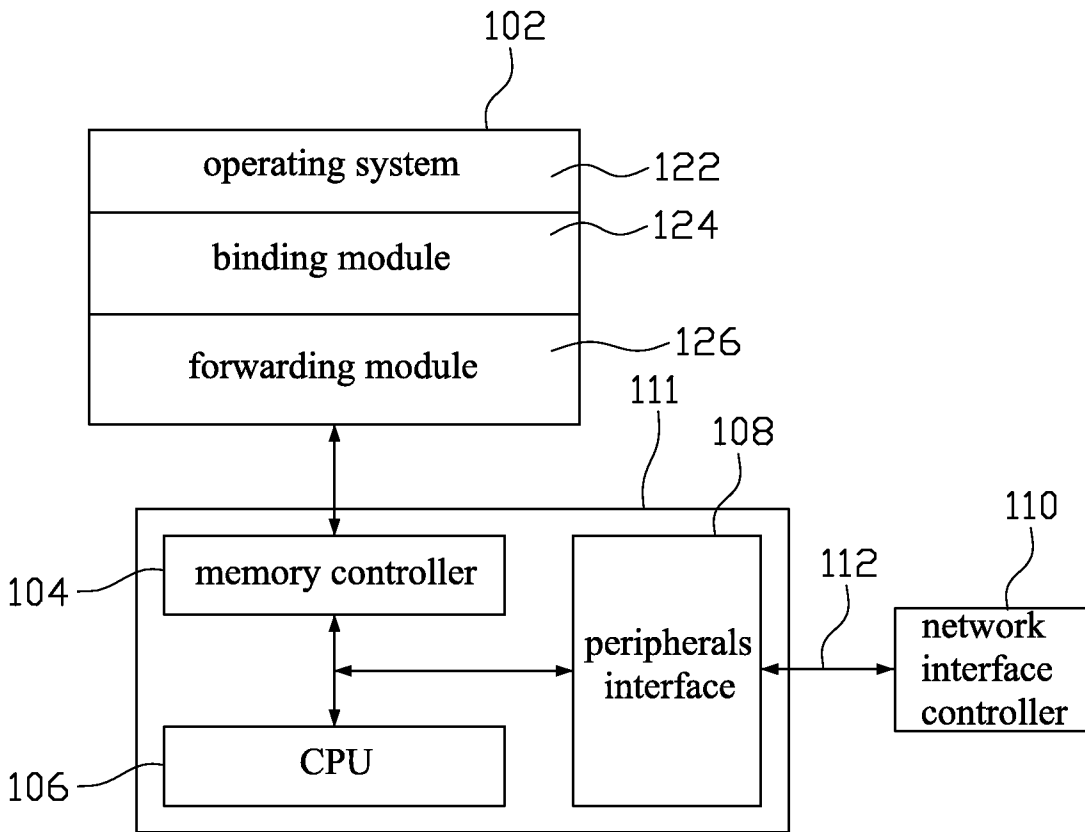 102
operating system
122
124
binding module
forwarding module
126
111
108
110
112
104
memory controller
network
interface
controller
peripherals
interface
CPU
106